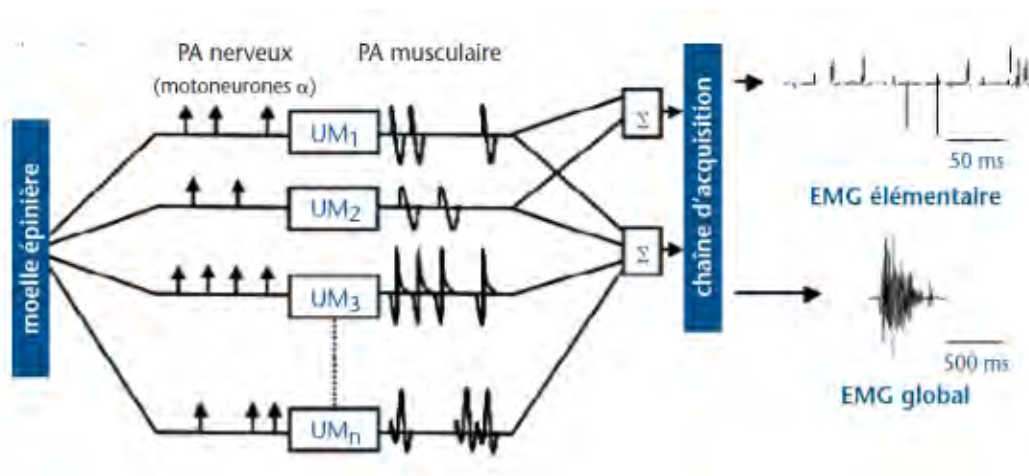 PA nerveux
(motoneurones α)
PA musculaire
moelle épinière
UM1
UM2
UM3
UMn
Σ
Σ
chaîne d'acquisition
50 ms
EMG élémentaire
500 ms
EMG global